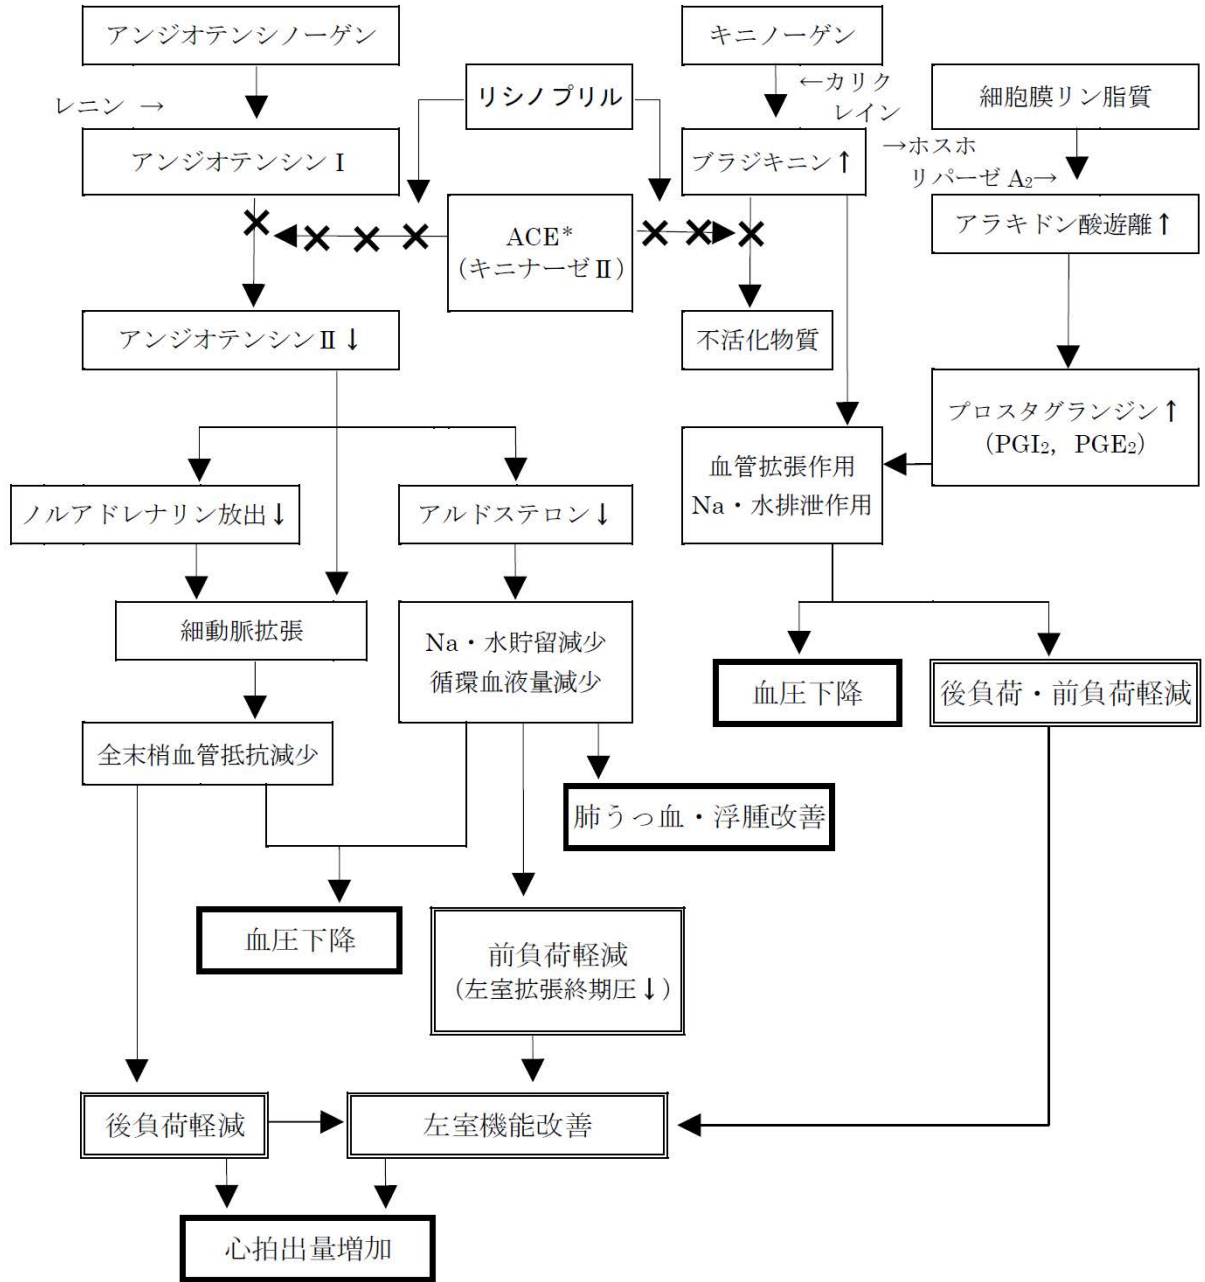 アンジオテンシノーゲン
キニノーゲン
レニン →
リシノプリル
←カリク
レイン
細胞膜リン脂質
アンジオテンシンⅠ
ブラジキニン↑
→ホスホ
リパーゼ A₂→
ACE*
(キニナーゼⅡ)
アラキドン酸遊離↑
アンジオテンシンⅡ↓
不活化物質
プロスタグランジン↑
(PGI₂, PGE₂)
血管拡張作用
Na・水排泄作用
ノルアドレナリン放出↓
アルドステロン↓
細動脈拡張
Na・水貯留減少
循環血液量減少
血圧下降
後負荷・前負荷軽減
全末梢血管抵抗減少
肺うっ血・浮腫改善
血圧下降
前負荷軽減
(左室拡張終期圧↓)
後負荷軽減
左室機能改善
心拍出量増加